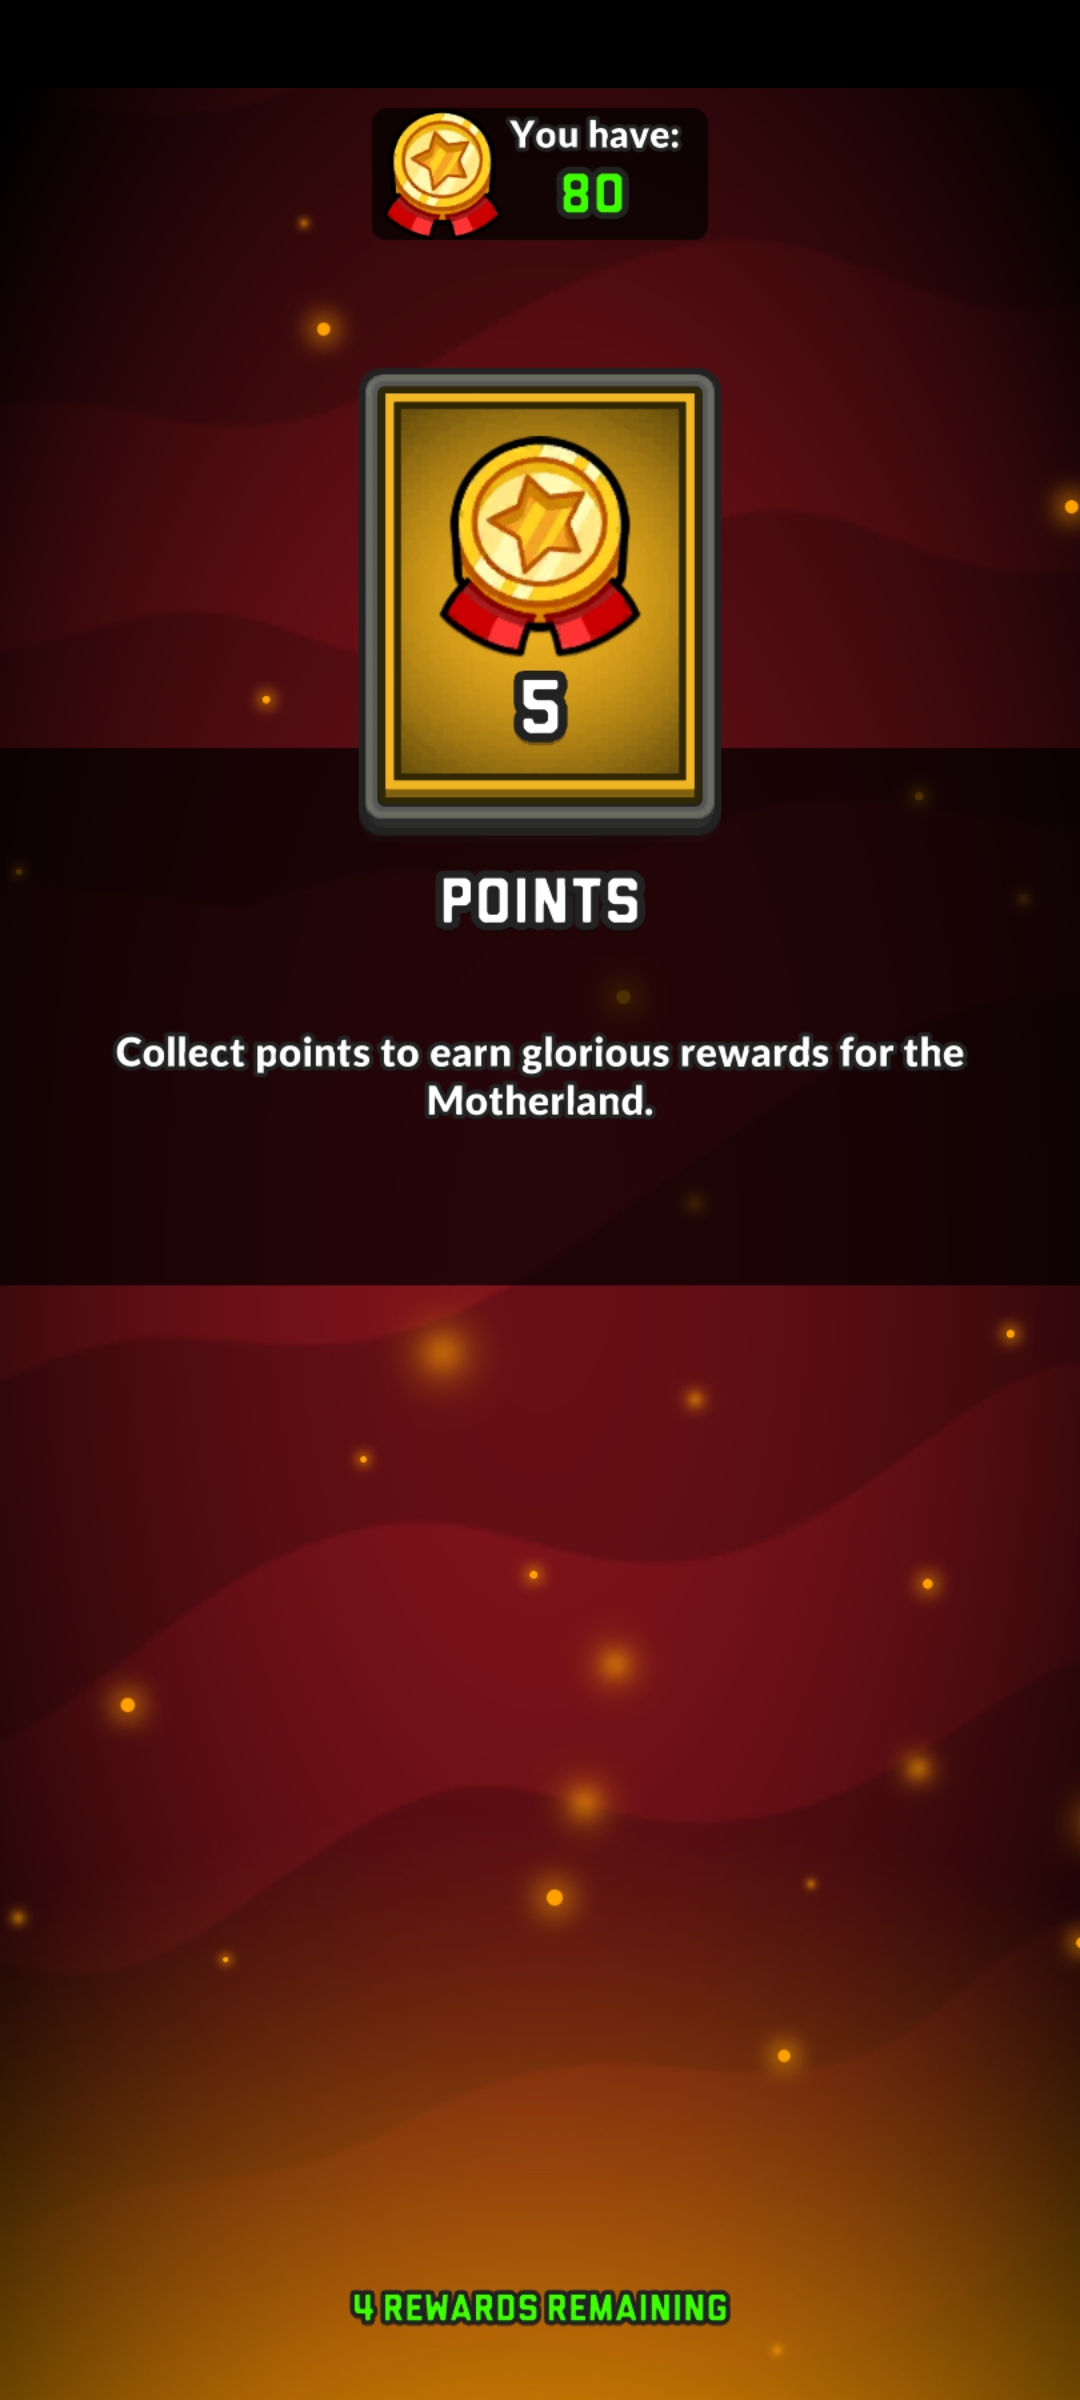 You have:
80
5
POINTS
Collect points to earn glorious rewards for the
Motherland.
4 REWARDS REMAINING